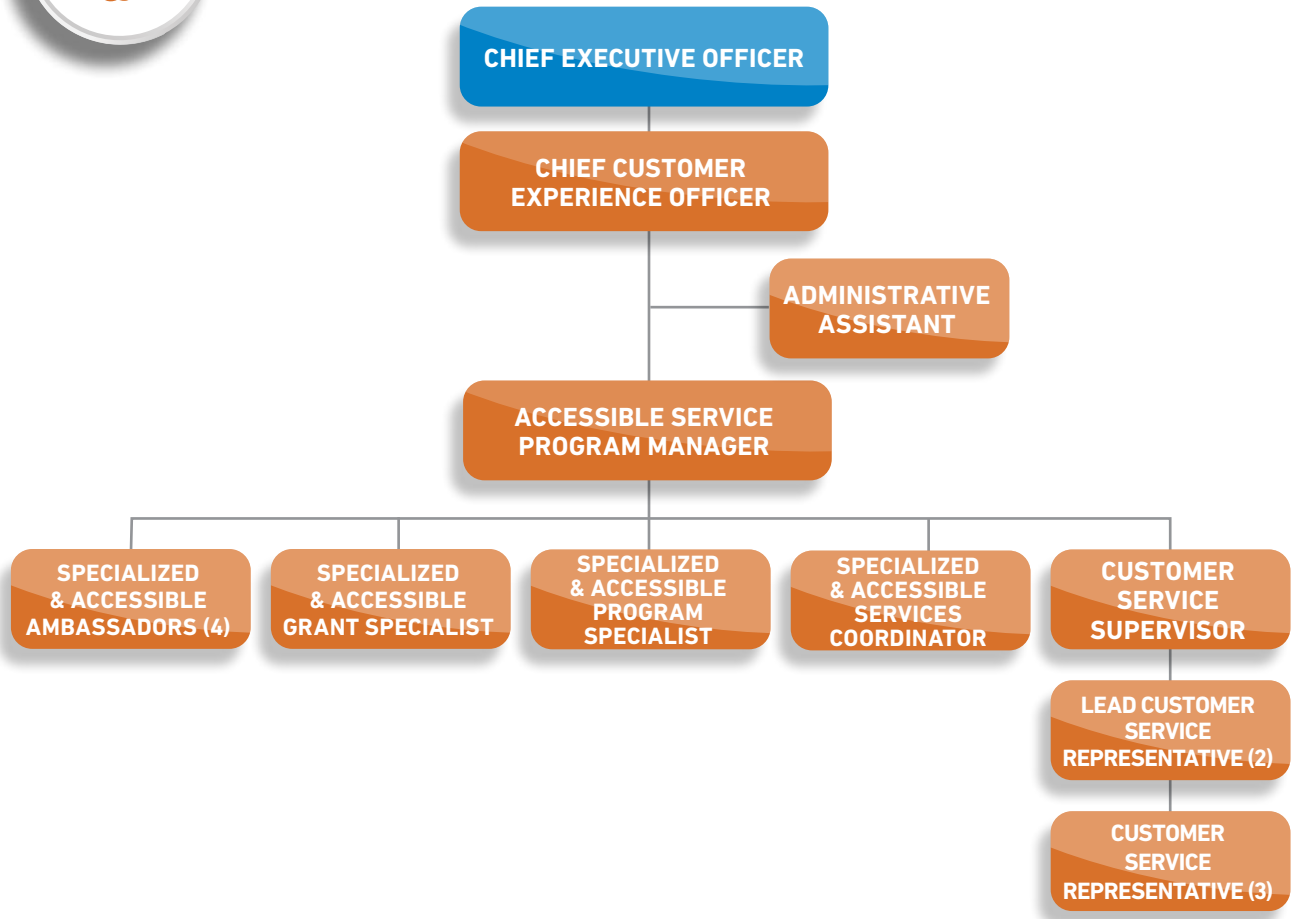 CHIEF EXECUTIVE OFFICER
CHIEF CUSTOMER
EXPERIENCE OFFICER
ADMINISTRATIVE
ASSISTANT
ACCESSIBLE SERVICE
PROGRAM MANAGER
SPECIALIZED
& ACCESSIBLE
AMBASSADORS (4)
SPECIALIZED
& ACCESSIBLE
GRANT SPECIALIST
SPECIALIZED
& ACCESSIBLE
PROGRAM
SPECIALIST
SPECIALIZED
& ACCESSIBLE
SERVICES
COORDINATOR
CUSTOMER
SERVICE
SUPERVISOR
LEAD CUSTOMER
SERVICE
REPRESENTATIVE (2)
CUSTOMER
SERVICE
REPRESENTATIVE (3)